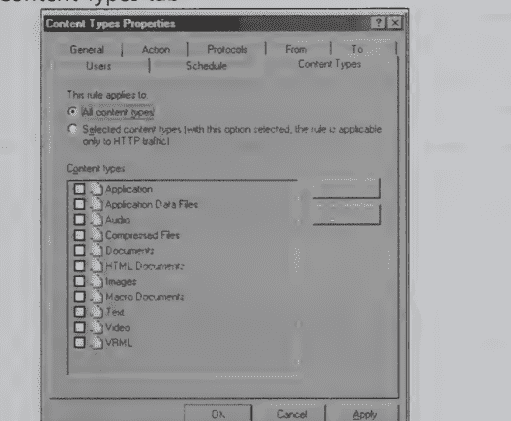 Content Types tab
Content Types Properties
General Action Protocols From To
Users Schedule Content Types
This rule applies to
All content types
Selected content types (with this option selected, the rule is applicable
only to HTTP traffic)
Content types
Application
Application Data Files
Audio
Compressed Files
Documents
HTML Documents
Images
Macro Documents
Text
Video
VRML
OK Cancel Apply